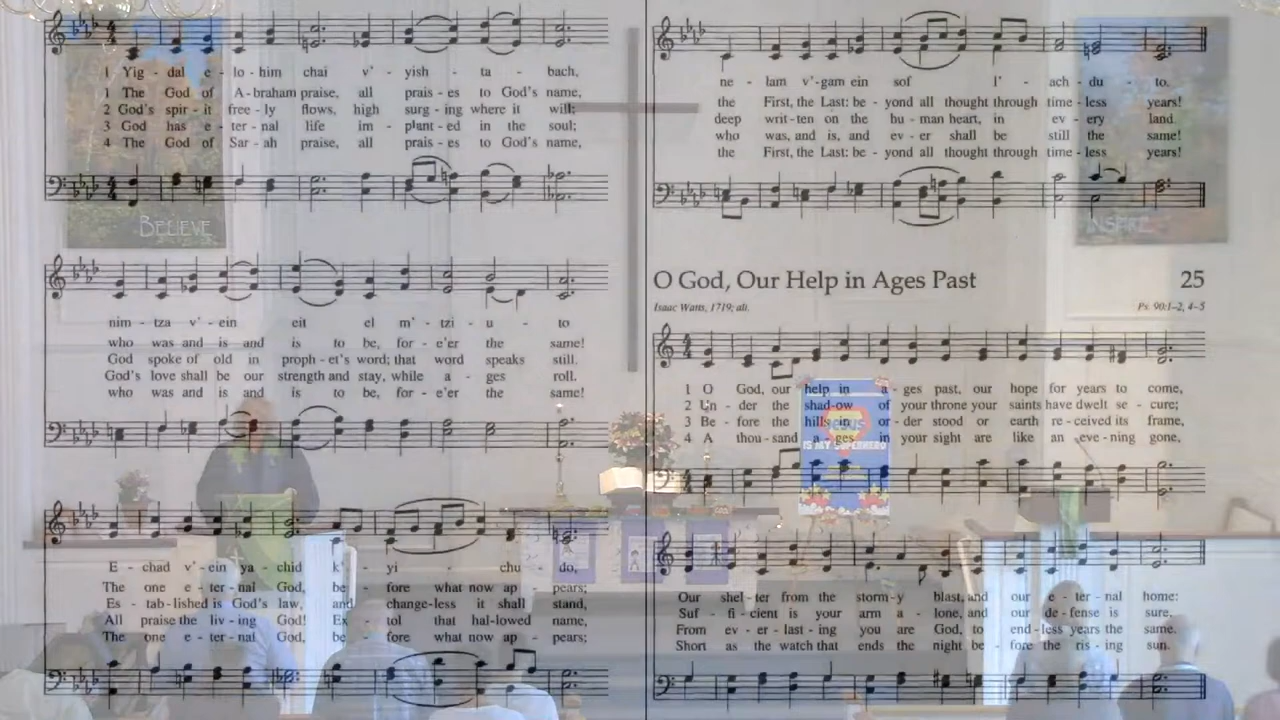 1 Yig - dal e - lo - him chai v' - yish - ta - bach,
1 The God of A - braham praise, all prais - es to God's name,
2 God's spir - it free - ly flows, high surg - ing where it will:
3 God has e - ter - nal life im - plant - ed in the soul;
4 The God of Sar - ah praise, all prais - es to God's name,
BELIEVE
nim - tza v' - ein eit el m' - tzi - u - to
who was and is and is to be, for - e'er the same!
God spoke of old in proph - et's word; that word speaks still.
God's love shall be our strength and stay, while a - ges roll.
who was and is and is to be, for - e'er the same!
E - chad v' - ein ya - chid k' - yi - chu - do,
The one e - ter - nal God, be - fore what now ap - pears;
Es - tab - lished is God's law, and change - less it shall stand,
All praise the liv - ing God! Ex - tol that hal - lowed name,
The one e - ter - nal God, be - fore what now ap - pears;
ne - lam v' - gam ein sof l' - ach - du - to.
the First, the Last: be - yond all thought through time - less years!
deep writ - ten on the hu - man heart, in ev - ery land
who was, and is, and ev - er shall be still the same!
the First, the Last: be - yond all thought through time - less years!
INSPIRE
O God, Our Help in Ages Past 25
Isaac Watts, 1719; alt. Ps. 90:1–2, 4–5
1 O God, our help in a - ges past, our hope for years to come,
2 Un - der the shad - ow of your throne your saints have dwelt se - cure;
3 Be - fore the hills in or - der stood or earth re - ceived its frame,
4 A thou - sand a - ges in your sight are like an eve - ning gone,
JESUS
IS MY SUPERHERO
Our shel - ter from the storm - y blast, and our e - ter - nal home:
Suf - fi - cient is your arm a - lone, and our de - fense is sure.
From ev - er - last - ing you are God, to end - less years the same.
Short as the watch that ends the night be - fore the ris - ing sun.